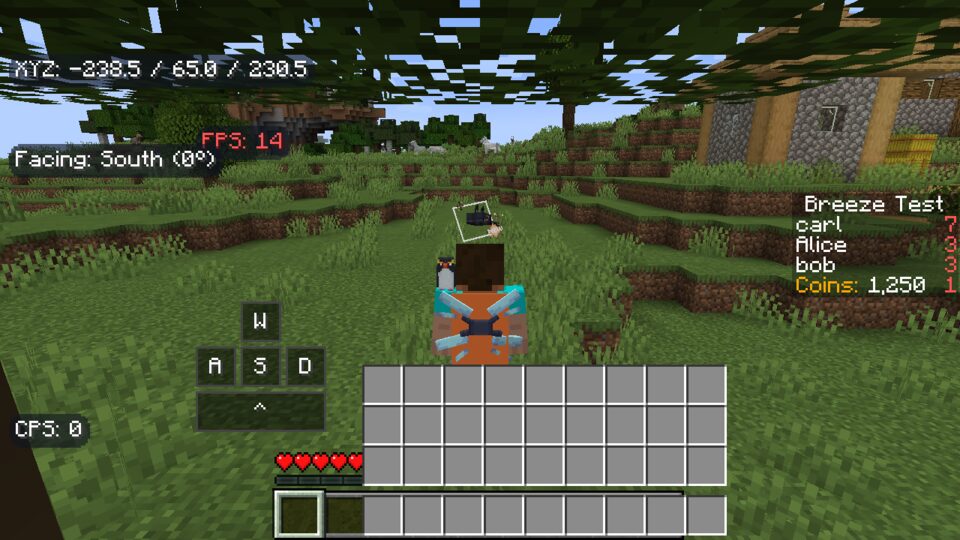 XYZ: -238.5 / 65.0 / 230.5
FPS: 14
Facing: South (0°)
Breeze Test
carl 7
Alice 3
bob 3
Coins: 1,250 1
W
A S D
^
CPS: 0